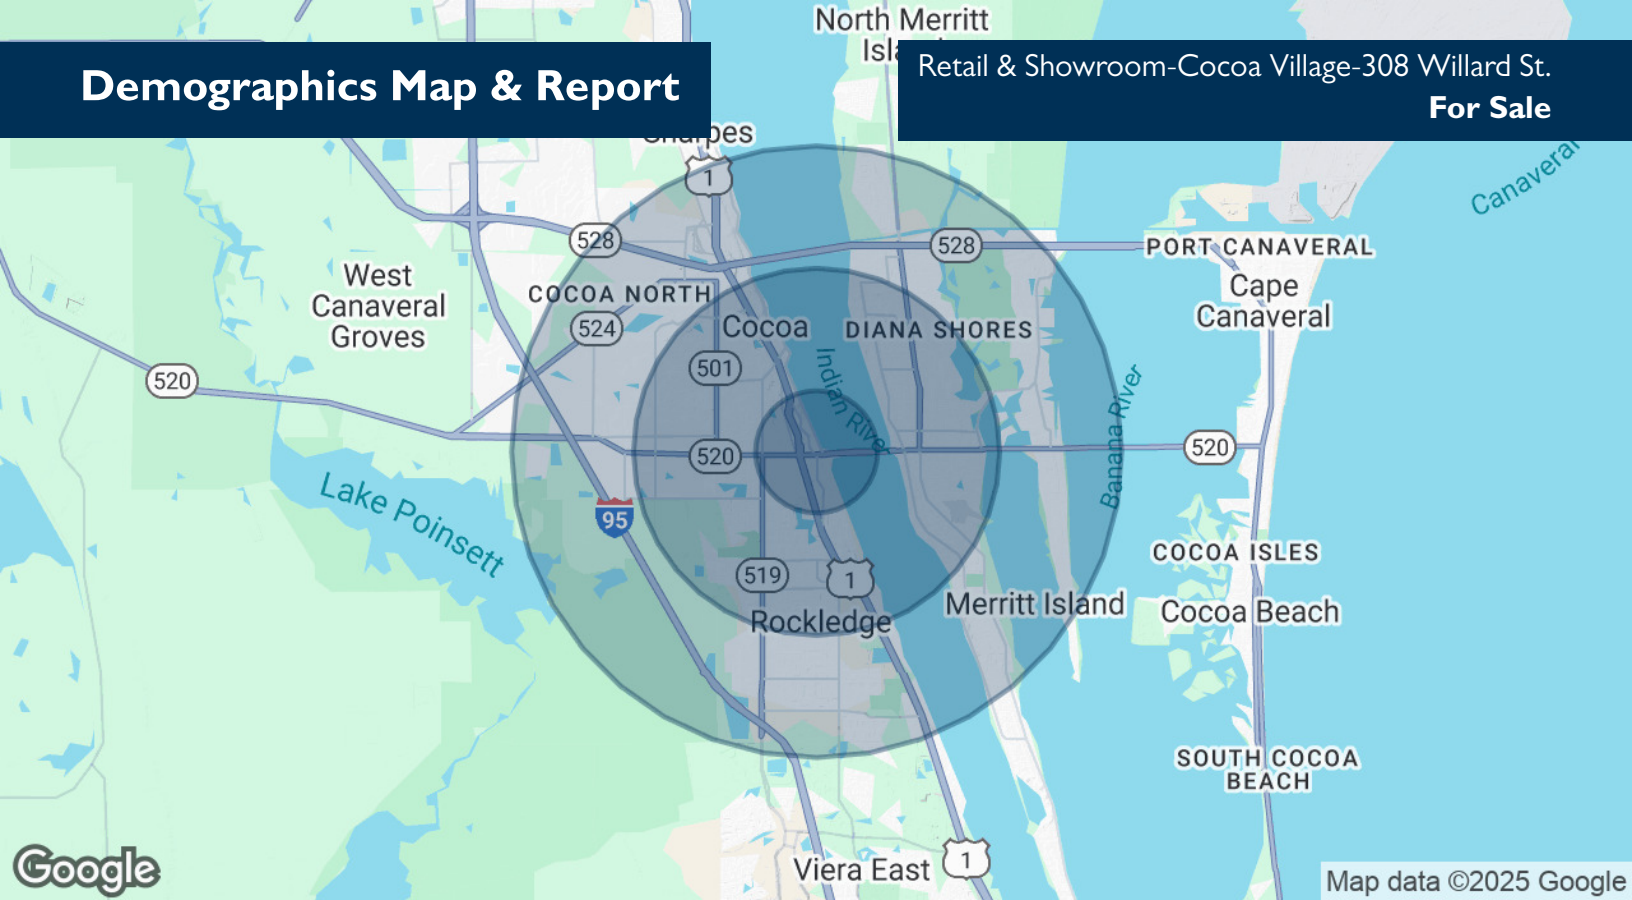 North Merritt
Demographics Map & Report
Retail & Showroom-Cocoa Village-308 Willard St.
For Sale
Canaveral
1
528
528
PORT CANAVERAL
West
Canaveral
Groves
COCOA NORTH
Cape
Canaveral
524
Cocoa
DIANA SHORES
501
520
Indian River
Banana River
520
520
Lake Poinsett
95
COCOA ISLES
519
1
Merritt Island
Cocoa Beach
Rockledge
SOUTH COCOA
BEACH
Viera East
1
Google
Map data ©2025 Google